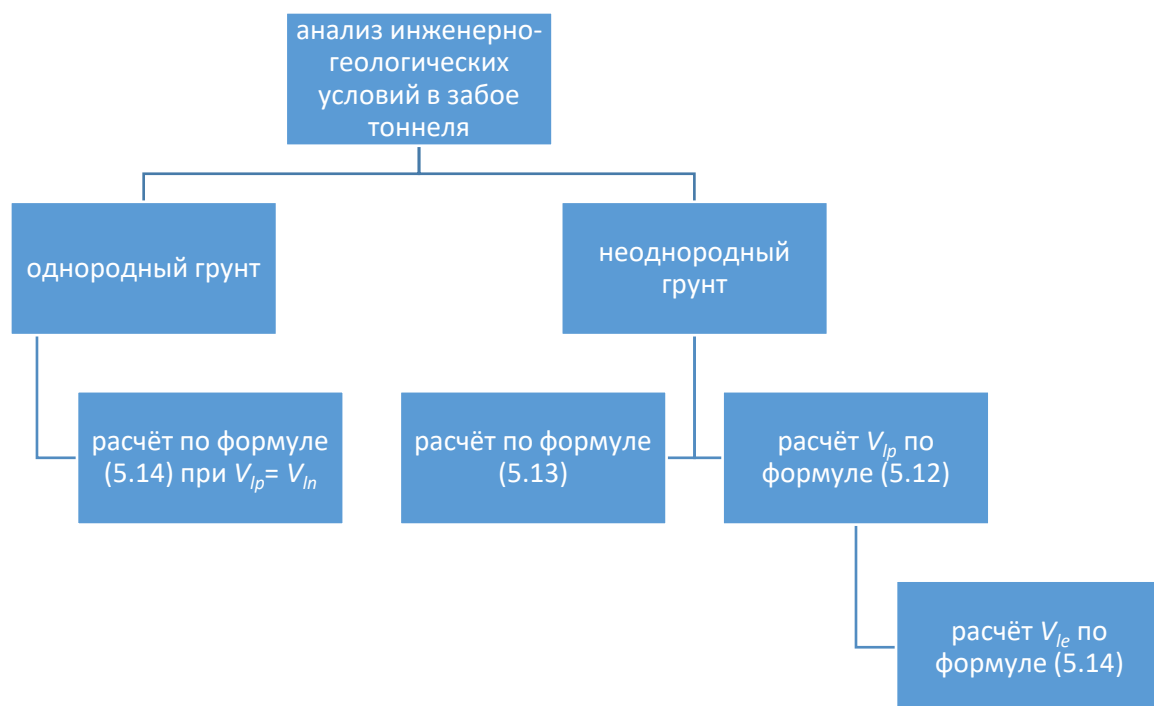 анализ инженерно-
геологических
условий в забое
тоннеля
однородный грунт
неоднородный
грунт
расчёт по формуле
(5.14) при Vlp= Vln
расчёт по формуле
(5.13)
расчёт Vlp по
формуле (5.12)
расчёт Vle по
формуле (5.14)